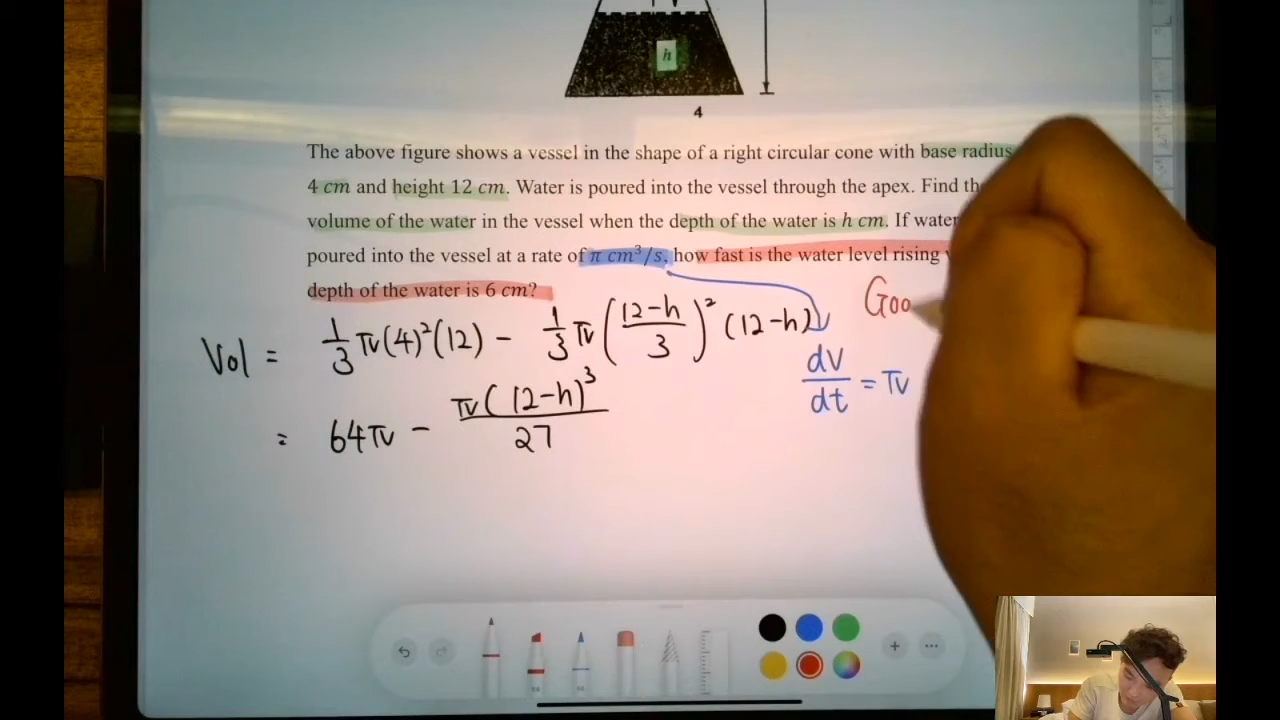 h
4
The above figure shows a vessel in the shape of a right circular cone with base radius
4 cm and height 12 cm. Water is poured into the vessel through the apex. Find
volume of the water in the vessel when the depth of the water is h cm. If water
poured into the vessel at a rate of π cm³/s, how fast is the water level rising
depth of the water is 6 cm?
Vol = 1/3 π(4)²(12) − 1/3 π((12-h)/3)²(12-h)
= 64π − π(12-h)³/27
dV/dt = π
Goo